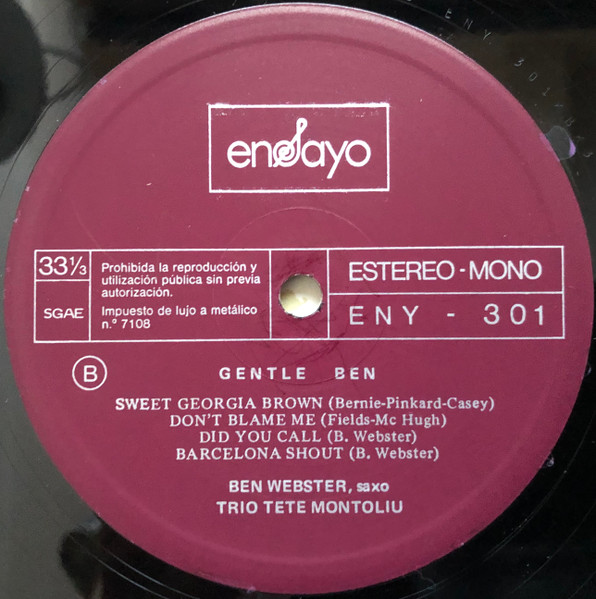 ensayo
33 1/3
SGAE
Prohibida la reproducción y
utilización pública sin previa
autorización.
Impuesto de lujo a metálico
n.º 7108
ESTEREO - MONO
ENY - 301
B
GENTLE BEN
SWEET GEORGIA BROWN (Bernie-Pinkard-Casey)
DON'T BLAME ME (Fields-Mc Hugh)
DID YOU CALL (B. Webster)
BARCELONA SHOUT (B. Webster)
BEN WEBSTER, saxo
TRIO TETE MONTOLIU